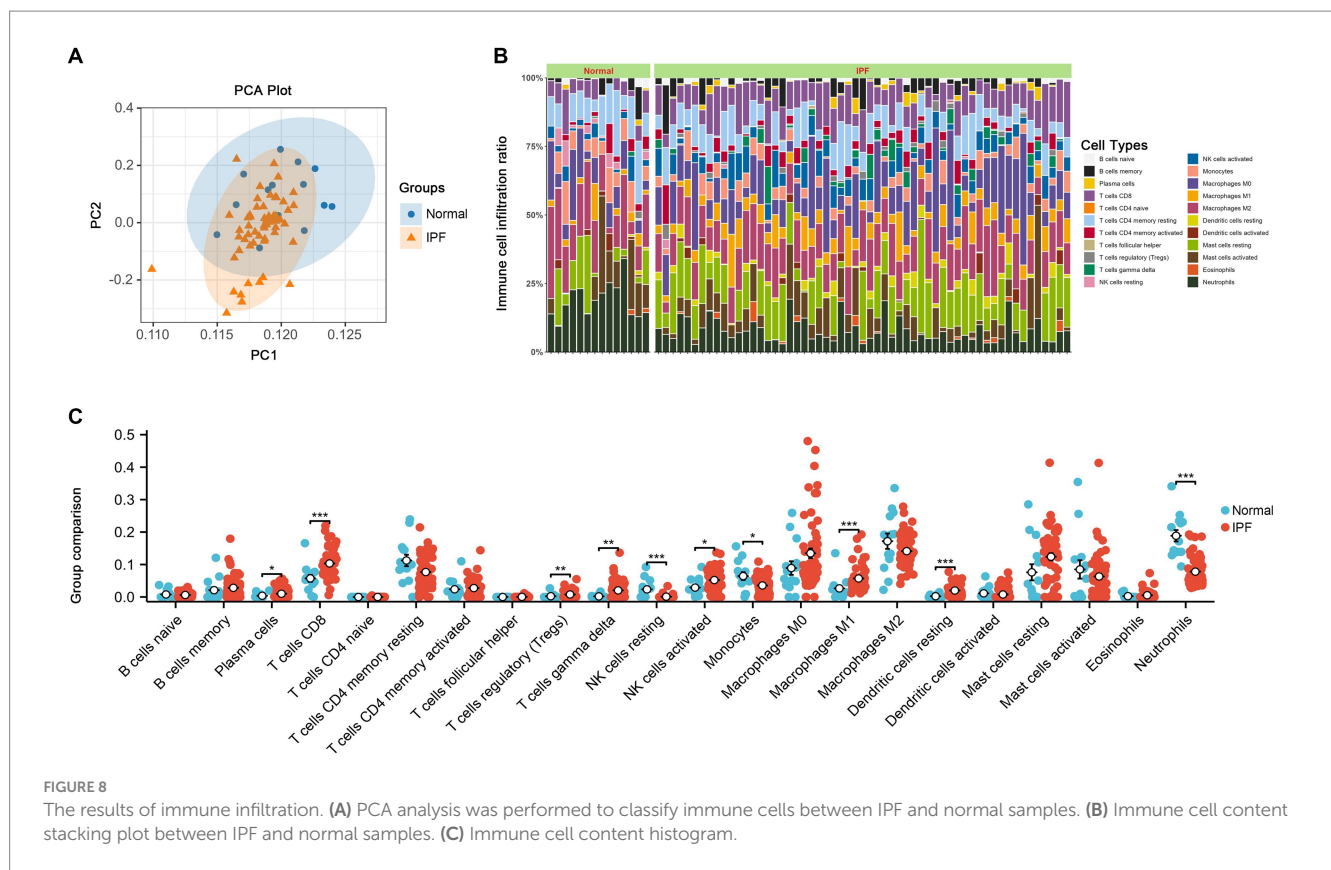 A
PCA Plot
0.4
0.2
0.0
-0.2
0.110
0.115
0.120
0.125
PC1
PC2
Groups
Normal
IPF
B
Normal
IPF
100%
75%
50%
25%
0%
Immune cell infiltration ratio
Cell Types
B cells naive
B cells memory
Plasma cells
T cells CD8
T cells CD4 naive
T cells CD4 memory resting
T cells CD4 memory activated
T cells follicular helper
T cells regulatory (Tregs)
T cells gamma delta
NK cells resting
NK cells activated
Monocytes
Macrophages M0
Macrophages M1
Macrophages M2
Dendritic cells resting
Dendritic cells activated
Mast cells resting
Mast cells activated
Eosinophils
Neutrophils
C
Group comparison
0.5
0.4
0.3
0.2
0.1
0.0
*
***
**
**
***
*
*
***
***
***
Normal
IPF
B cells naive
B cells memory
Plasma cells
T cells CD8
T cells CD4 naive
T cells CD4 memory resting
T cells CD4 memory activated
T cells follicular helper
T cells regulatory (Tregs)
T cells gamma delta
NK cells resting
NK cells activated
Monocytes
Macrophages M0
Macrophages M1
Macrophages M2
Dendritic cells resting
Dendritic cells activated
Mast cells resting
Mast cells activated
Eosinophils
Neutrophils
FIGURE 8
The results of immune infiltration. (A) PCA analysis was performed to classify immune cells between IPF and normal samples. (B) Immune cell content
stacking plot between IPF and normal samples. (C) Immune cell content histogram.